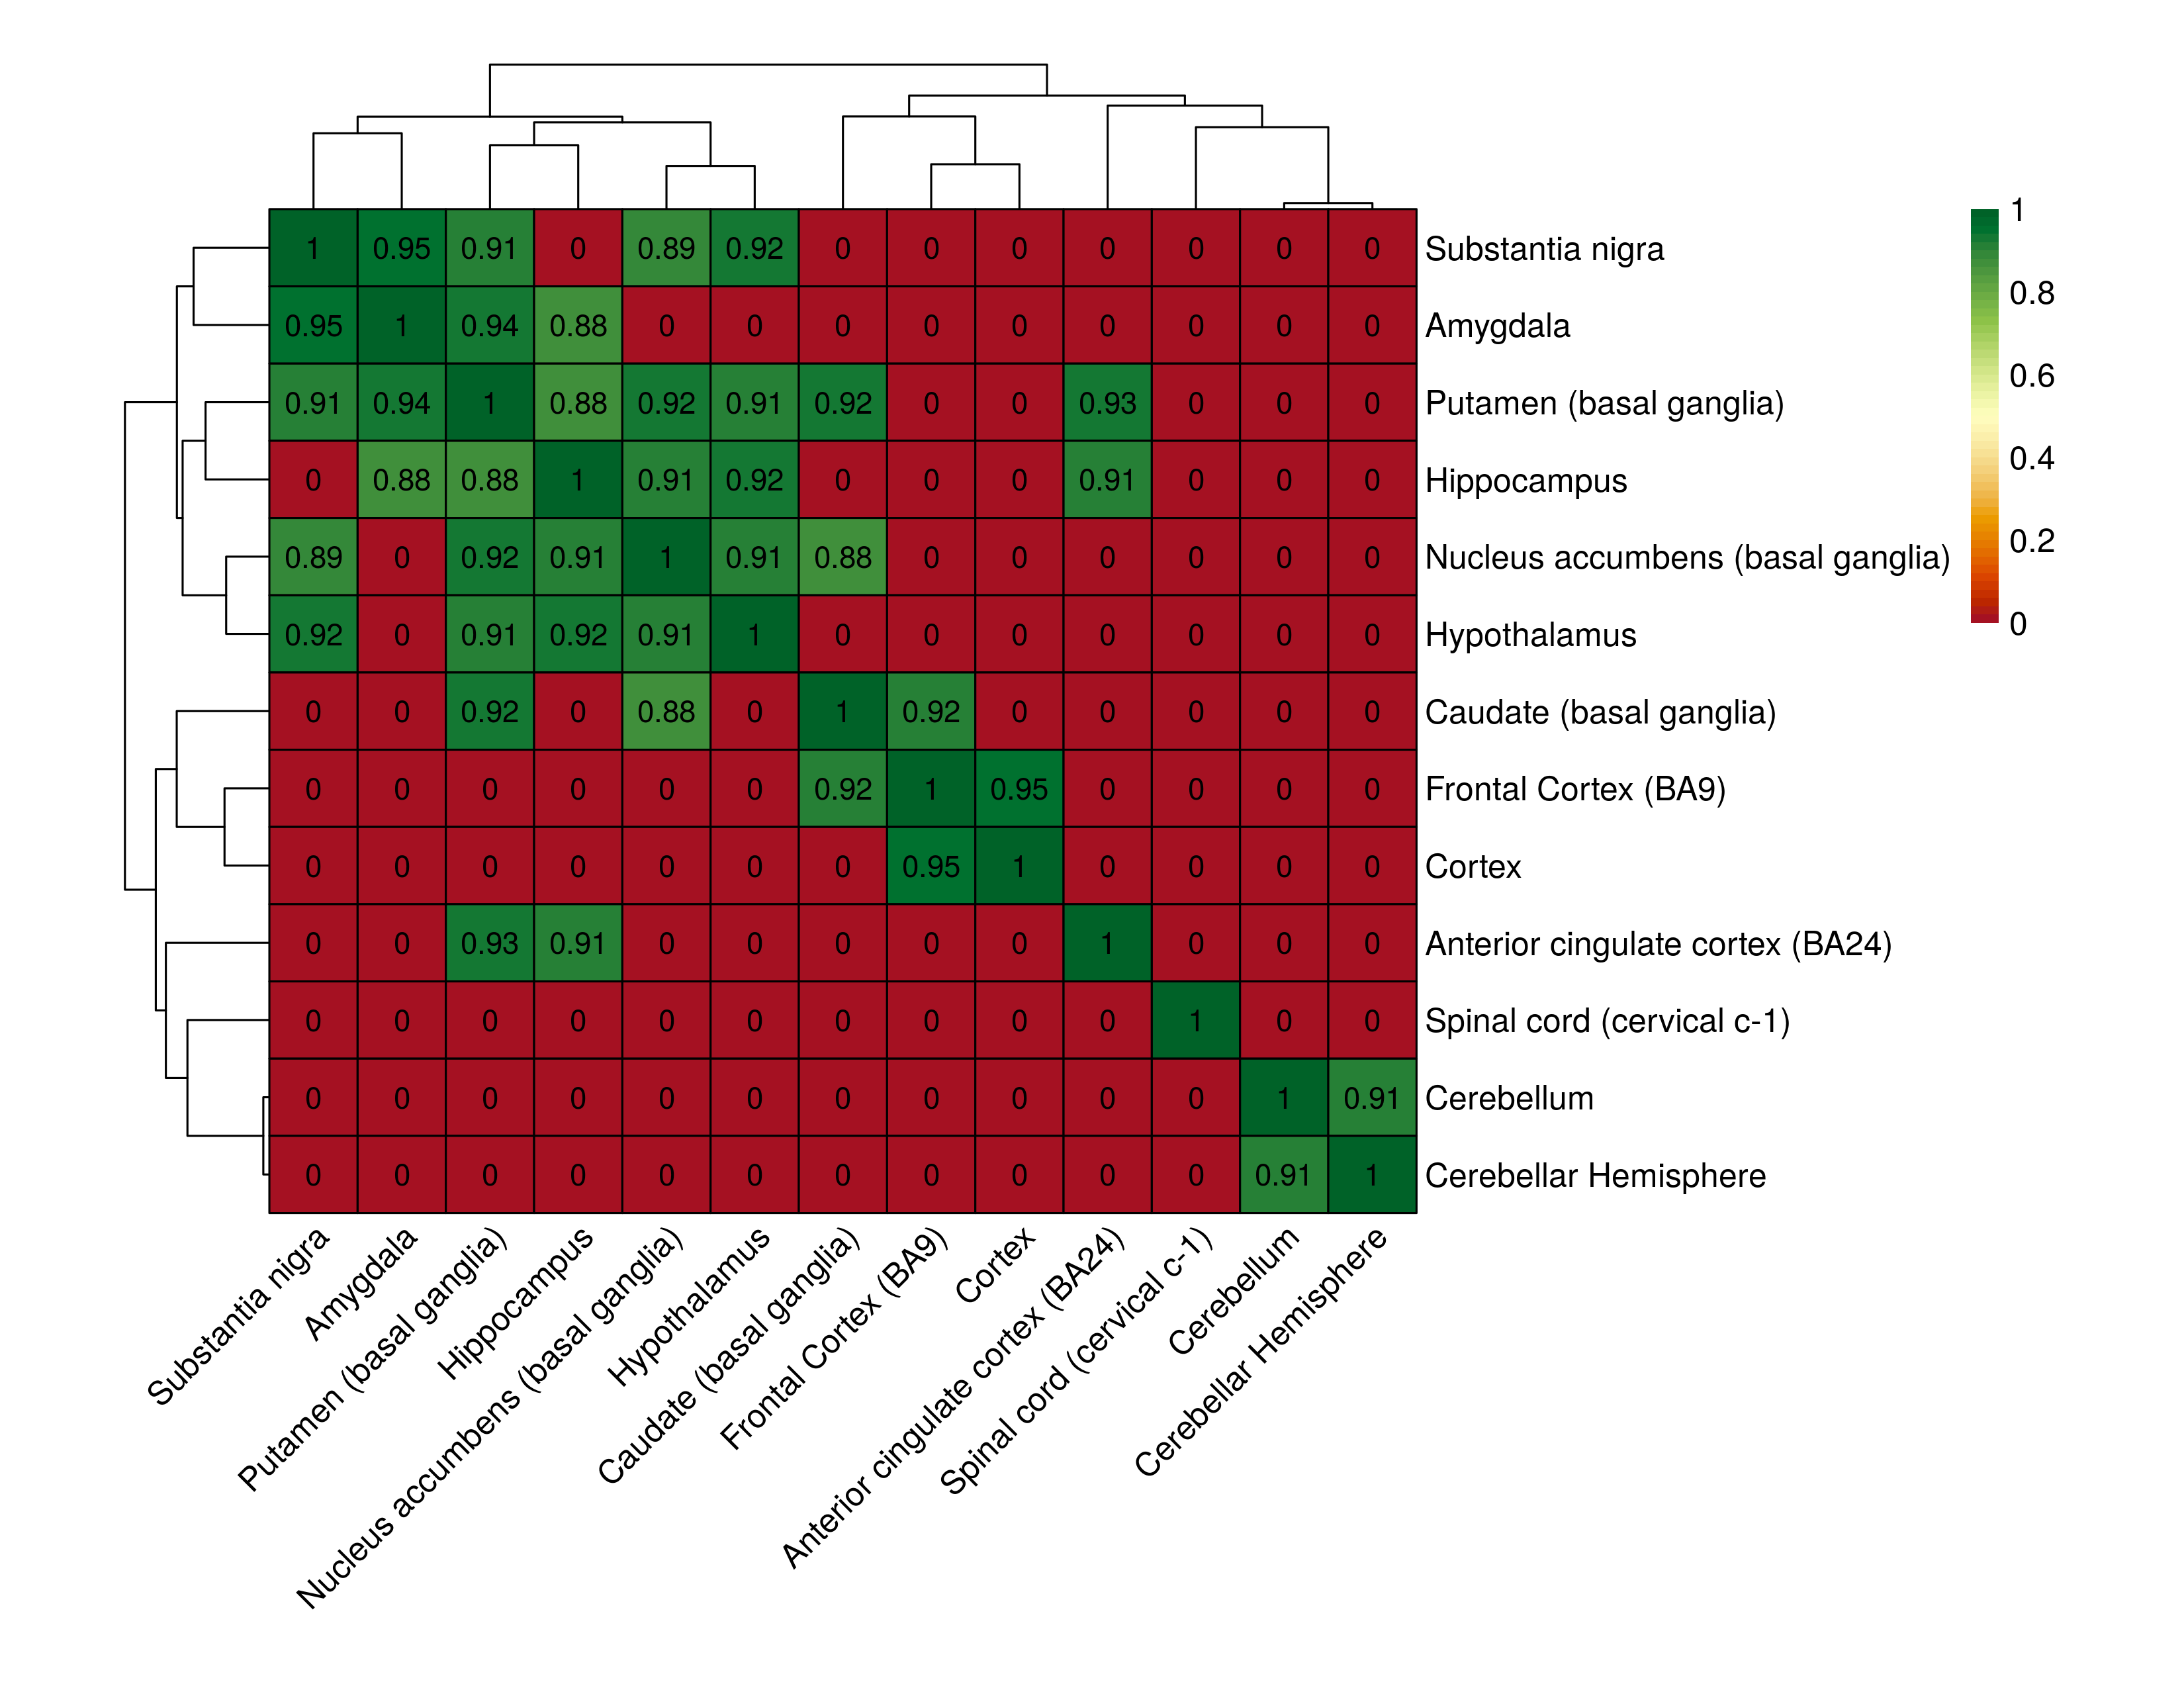 1 0.95 0.91 0 0.89 0.92 0 0 0 0 0 0 0 Substantia nigra
0.95 1 0.94 0.88 0 0 0 0 0 0 0 0 0 Amygdala
0.91 0.94 1 0.88 0.92 0.91 0.92 0 0 0.93 0 0 0 Putamen (basal ganglia)
0 0.88 0.88 1 0.91 0.92 0 0 0 0.91 0 0 0 Hippocampus
0.89 0 0.92 0.91 1 0.91 0.88 0 0 0 0 0 0 Nucleus accumbens (basal ganglia)
0.92 0 0.91 0.92 0.91 1 0 0 0 0 0 0 0 Hypothalamus
0 0 0.92 0 0.88 0 1 0.92 0 0 0 0 0 Caudate (basal ganglia)
0 0 0 0 0 0 0.92 1 0.95 0 0 0 0 Frontal Cortex (BA9)
0 0 0 0 0 0 0 0.95 1 0 0 0 0 Cortex
0 0 0.93 0.91 0 0 0 0 0 1 0 0 0 Anterior cingulate cortex (BA24)
0 0 0 0 0 0 0 0 0 0 1 0 0 Spinal cord (cervical c-1)
0 0 0 0 0 0 0 0 0 0 0 1 0.91 Cerebellum
0 0 0 0 0 0 0 0 0 0 0 0.91 1 Cerebellar Hemisphere
Substantia nigra
Amygdala
Putamen (basal ganglia)
Hippocampus
Nucleus accumbens (basal ganglia)
Hypothalamus
Caudate (basal ganglia)
Frontal Cortex (BA9)
Cortex
Anterior cingulate cortex (BA24)
Spinal cord (cervical c-1)
Cerebellum
Cerebellar Hemisphere
1
0.8
0.6
0.4
0.2
0